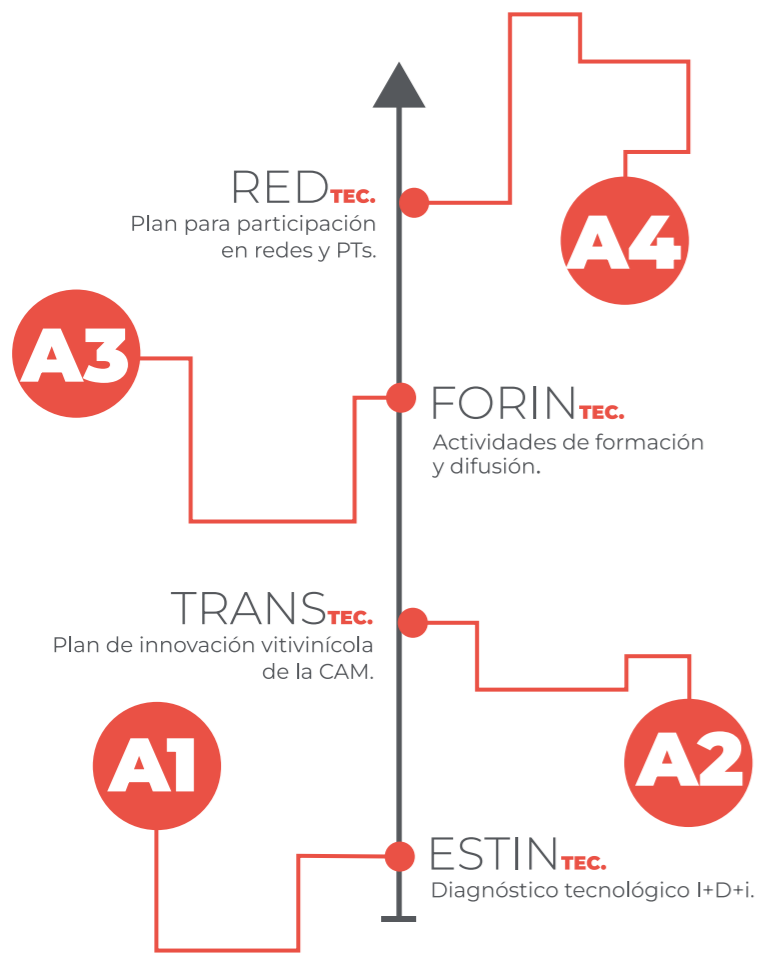 REDTEC.
Plan para participación
en redes y PTs.
A4
A3
FORINTEC.
Actividades de formación
y difusión.
TRANSTEC.
Plan de innovación vitivinícola
de la CAM.
A1
A2
ESTINTEC.
Diagnóstico tecnológico I+D+i.